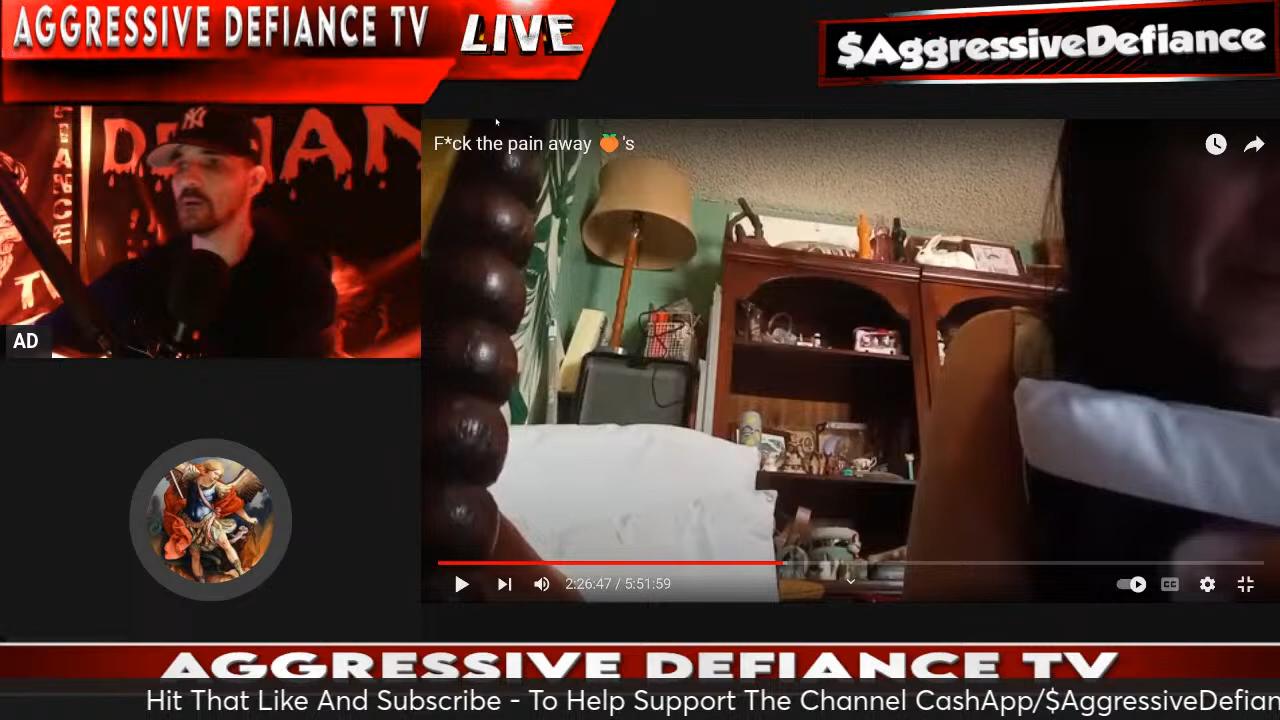 AGGRESSIVE DEFIANCE TV
LIVE
$AggressiveDefiance
F*ck the pain away 🍑's
AD
2:26:47 / 5:51:59
CC
AGGRESSIVE DEFIANCE TV
Hit That Like And Subscribe - To Help Support The Channel CashApp/$AggressiveDefian